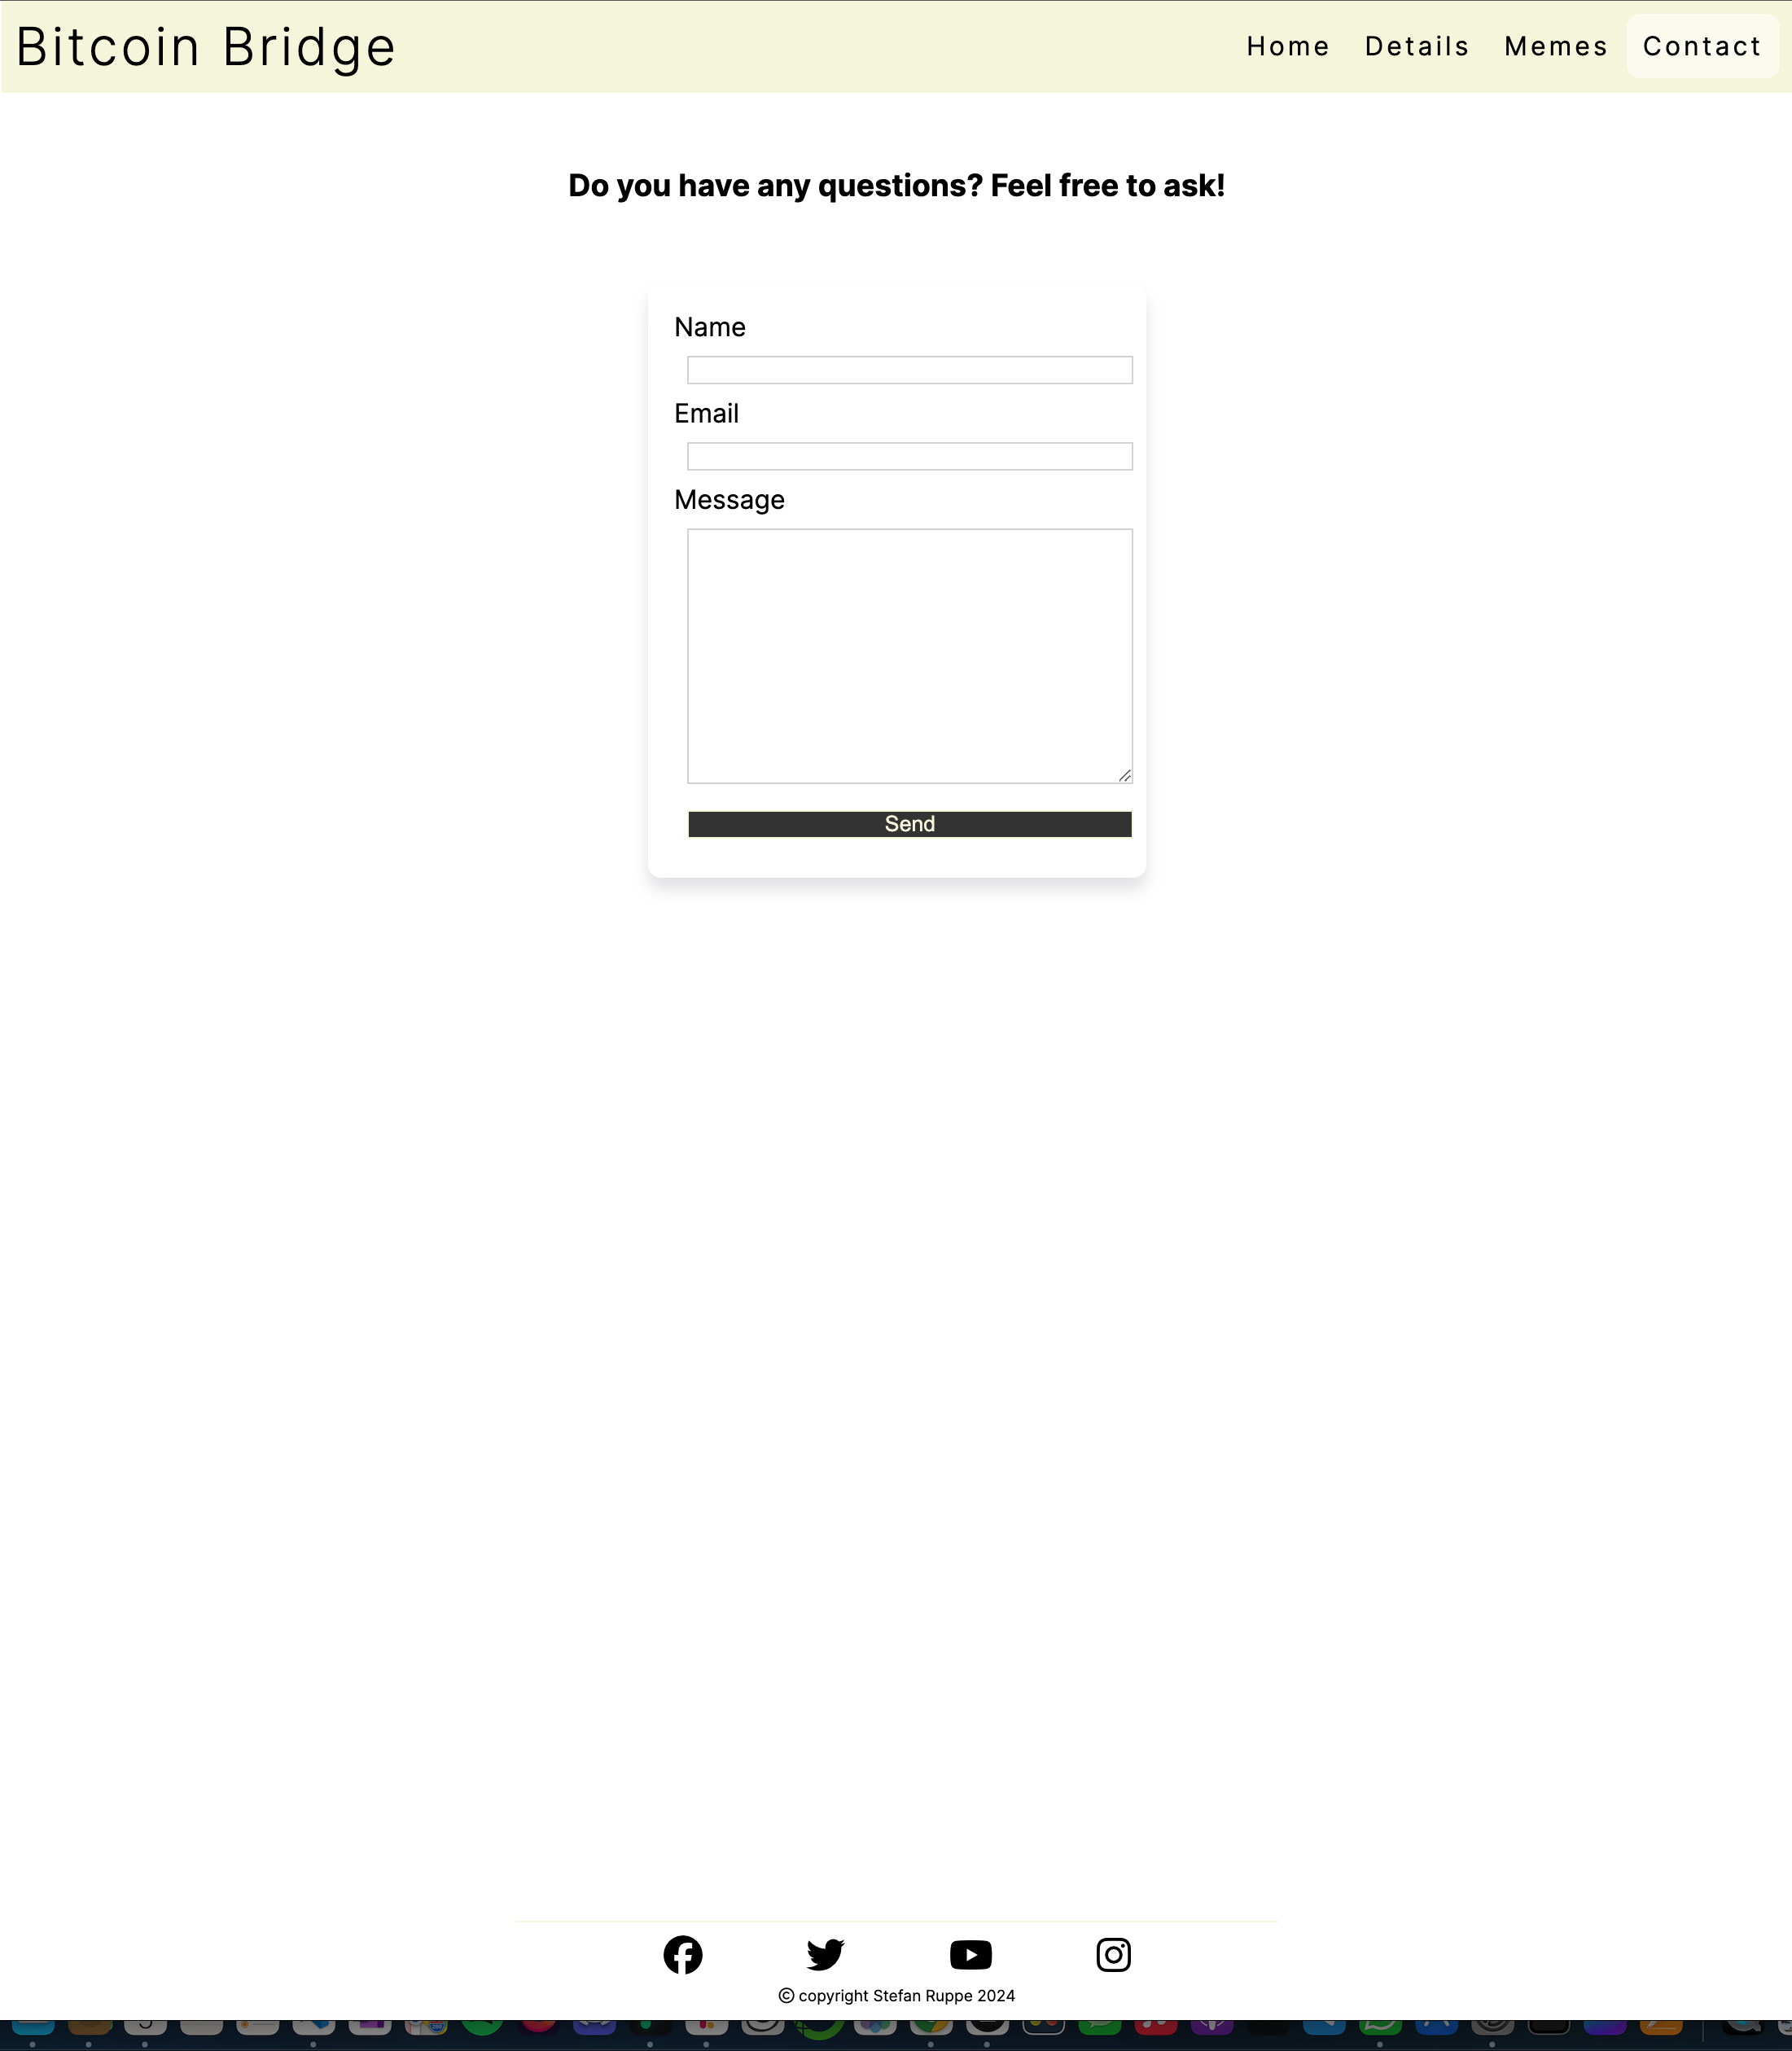 Bitcoin Bridge
Home Details Memes Contact
Do you have any questions? Feel free to ask!
Name
Email
Message
Send
© copyright Stefan Ruppe 2024